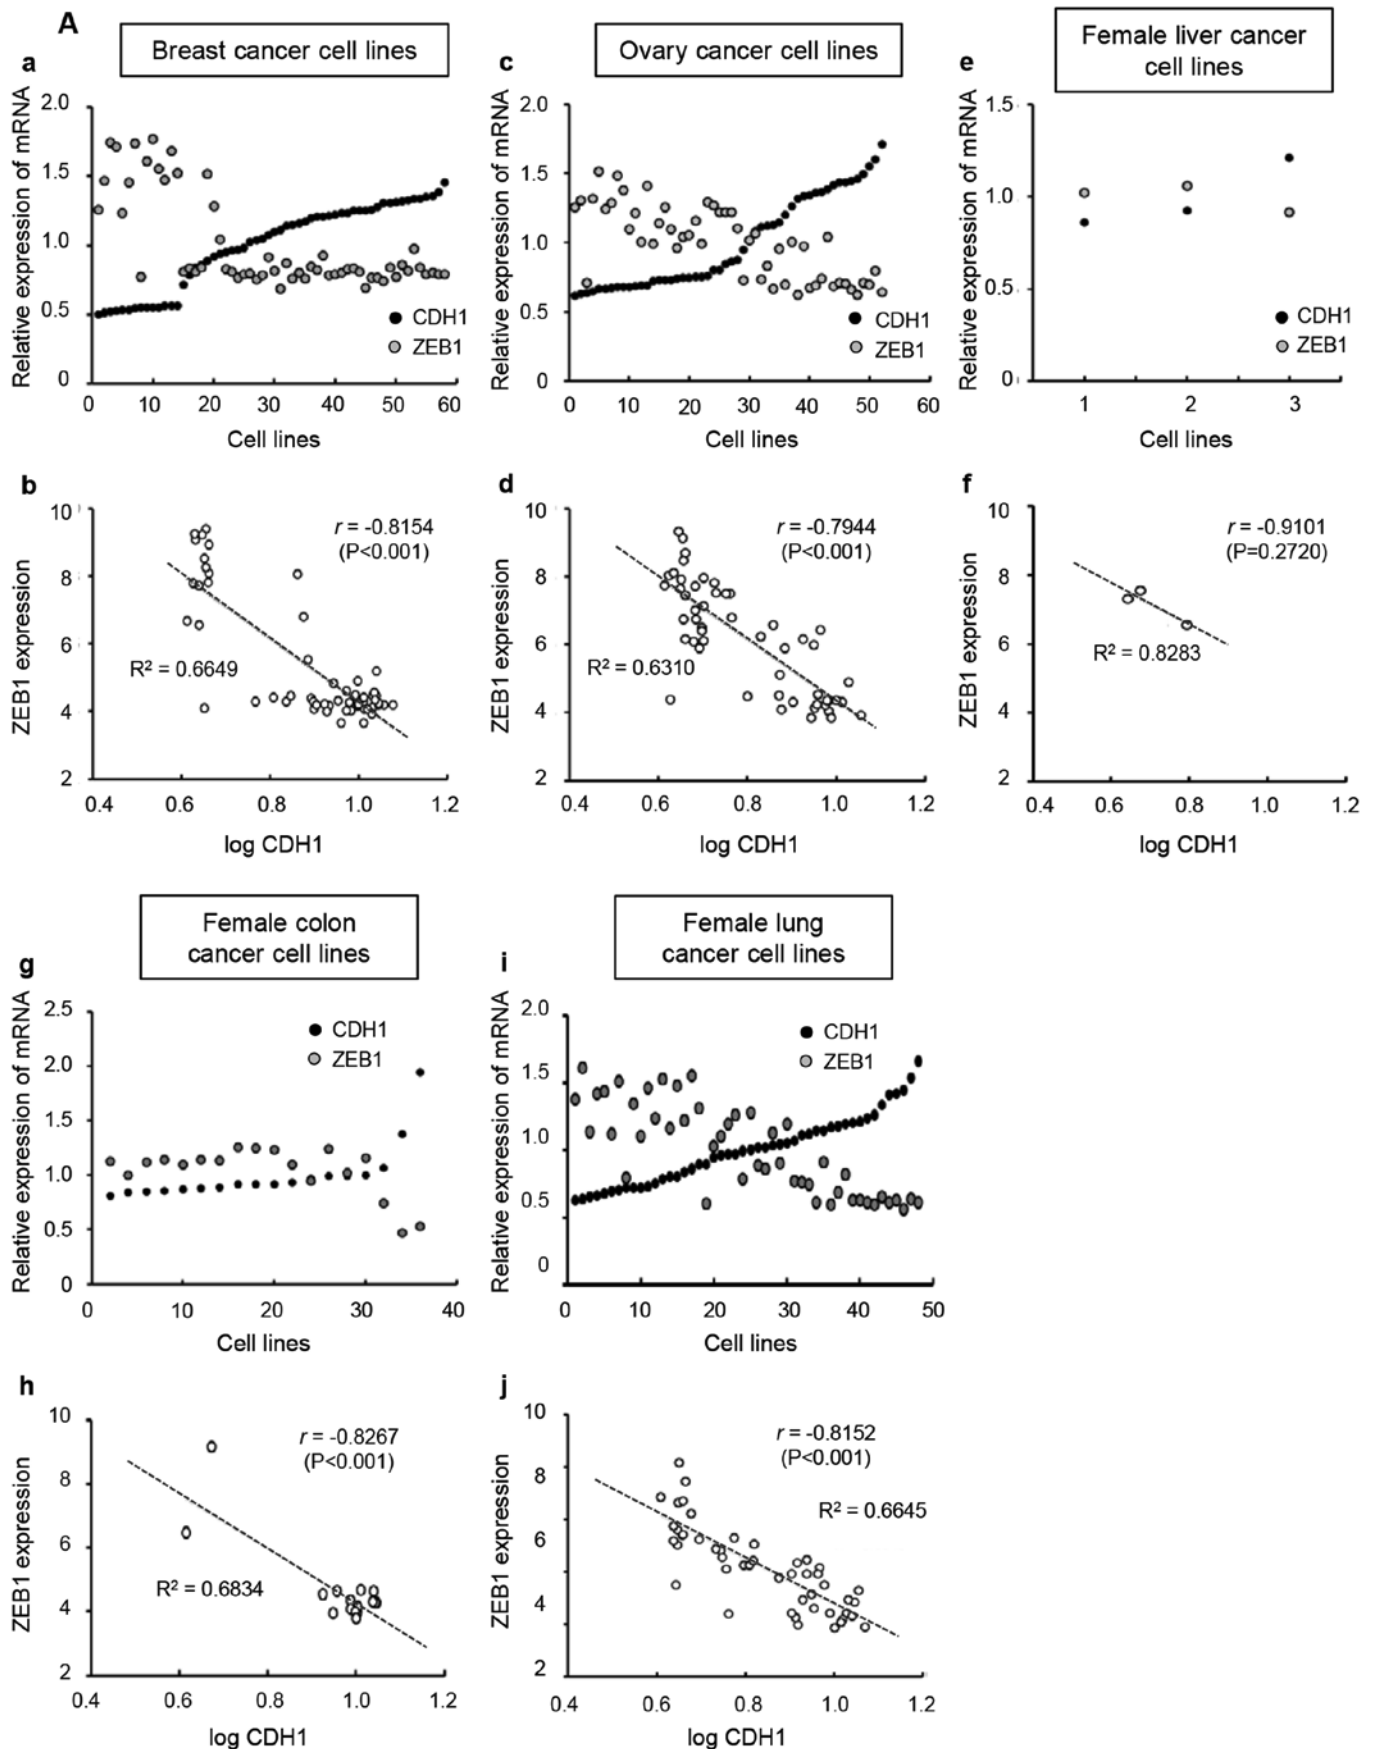 A
Breast cancer cell lines
Ovary cancer cell lines
Female liver cancer
cell lines
a
Relative expression of mRNA
2.0
1.5
1.0
0.5
0
CDH1
ZEB1
0 10 20 30 40 50 60
Cell lines
c
Relative expression of mRNA
2.0
1.5
1.0
0.5
0
CDH1
ZEB1
0 10 20 30 40 50 60
Cell lines
e
Relative expression of mRNA
1.5
1.0
0.5
0
CDH1
ZEB1
1 2 3
Cell lines
b
ZEB1 expression
10
8
6
4
2
r = -0.8154
(P<0.001)
R² = 0.6649
0.4 0.6 0.8 1.0 1.2
log CDH1
d
ZEB1 expression
10
8
6
4
2
r = -0.7944
(P<0.001)
R² = 0.6310
0.4 0.6 0.8 1.0 1.2
log CDH1
f
ZEB1 expression
10
8
6
4
2
r = -0.9101
(P=0.2720)
R² = 0.8283
0.4 0.6 0.8 1.0 1.2
log CDH1
Female colon
cancer cell lines
Female lung
cancer cell lines
g
Relative expression of mRNA
2.5
2.0
1.5
1.0
0.5
0
CDH1
ZEB1
0 10 20 30 40
Cell lines
i
Relative expression of mRNA
2.0
1.5
1.0
0.5
0
CDH1
ZEB1
0 10 20 30 40 50
Cell lines
h
ZEB1 expression
10
8
6
4
2
r = -0.8267
(P<0.001)
R² = 0.6834
0.4 0.6 0.8 1.0 1.2
log CDH1
j
ZEB1 expression
10
8
6
4
2
r = -0.8152
(P<0.001)
R² = 0.6645
0.4 0.6 0.8 1.0 1.2
log CDH1